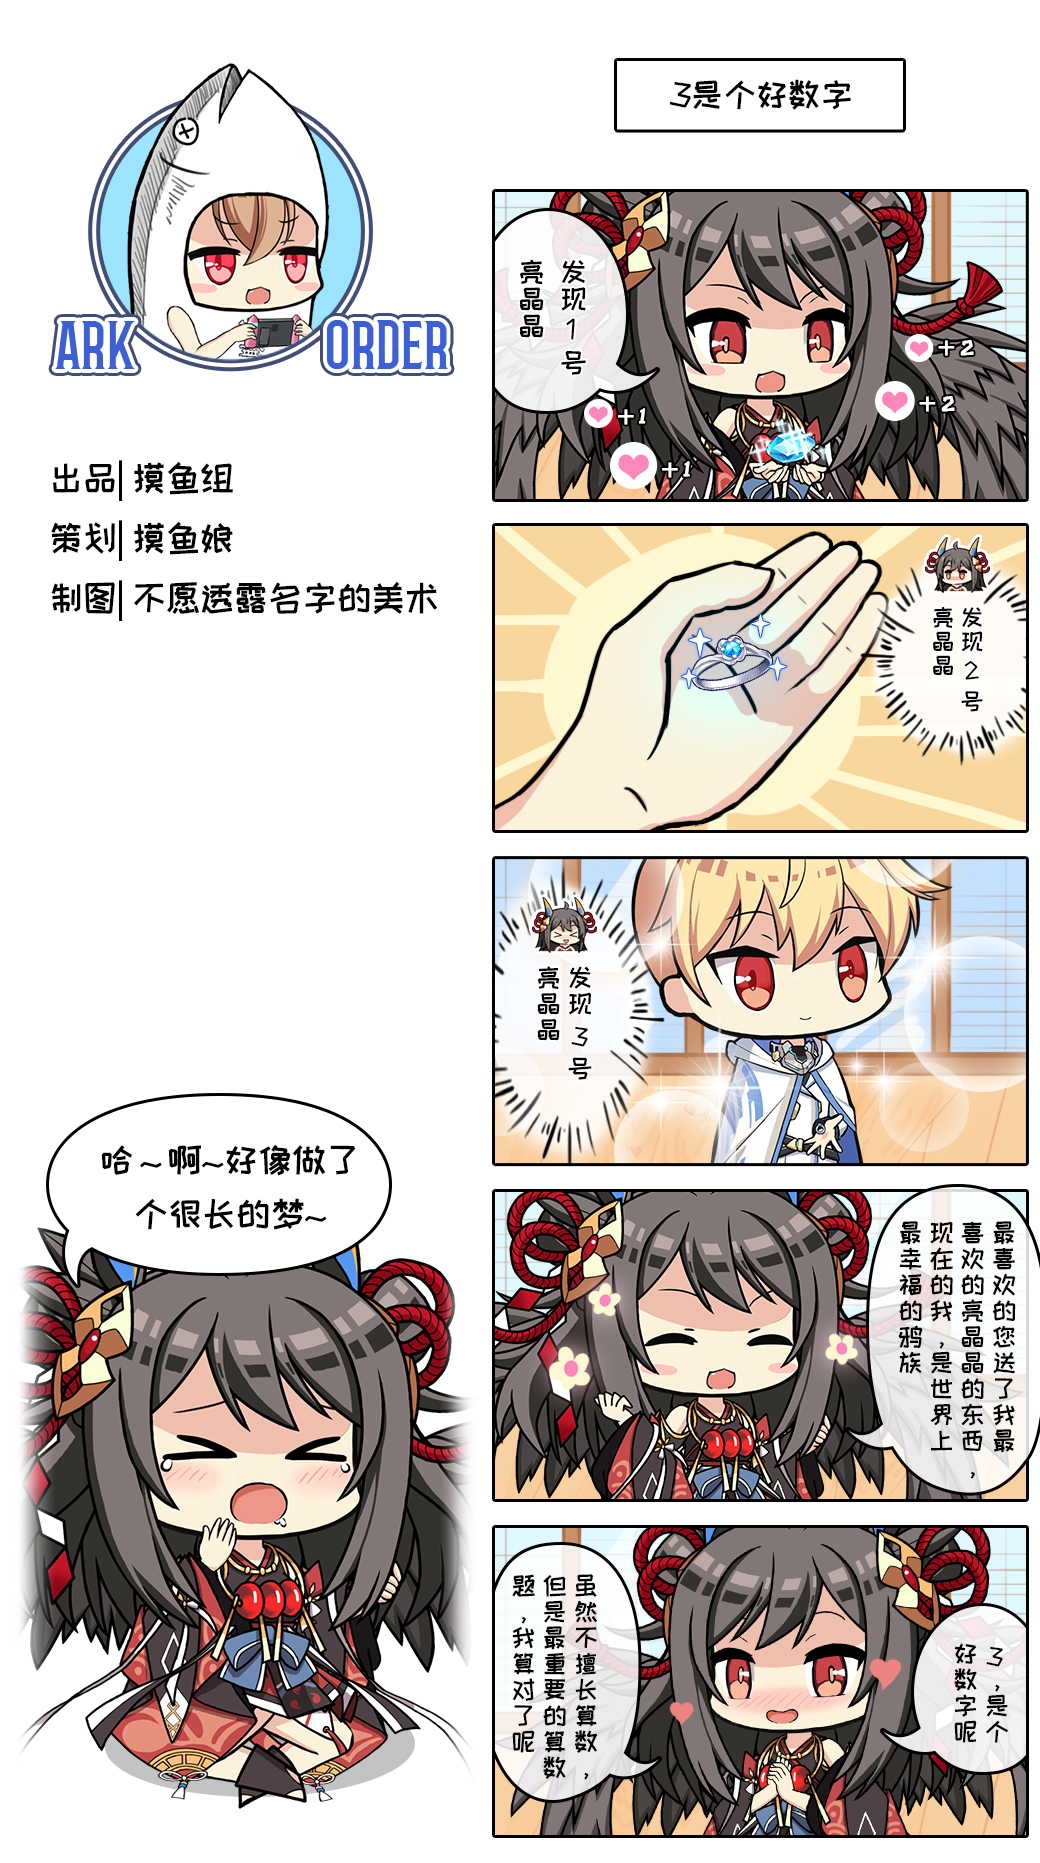 3是个好数字
ARK ORDER
出品|摸鱼组
策划|摸鱼娘
制图|不愿透露名字的美术
发现1号
亮晶晶
+2
+2
+1
+1
发现2号
亮晶晶
发现3号
亮晶晶
最喜欢的您送了我最
喜欢的亮晶晶的东西，
现在的我，是世界上
最幸福的鸦族
虽然不擅长算数，
但是最重要的算数
题，我算对了呢
3，是个
好数字呢
哈~啊~好像做了
个很长的梦~